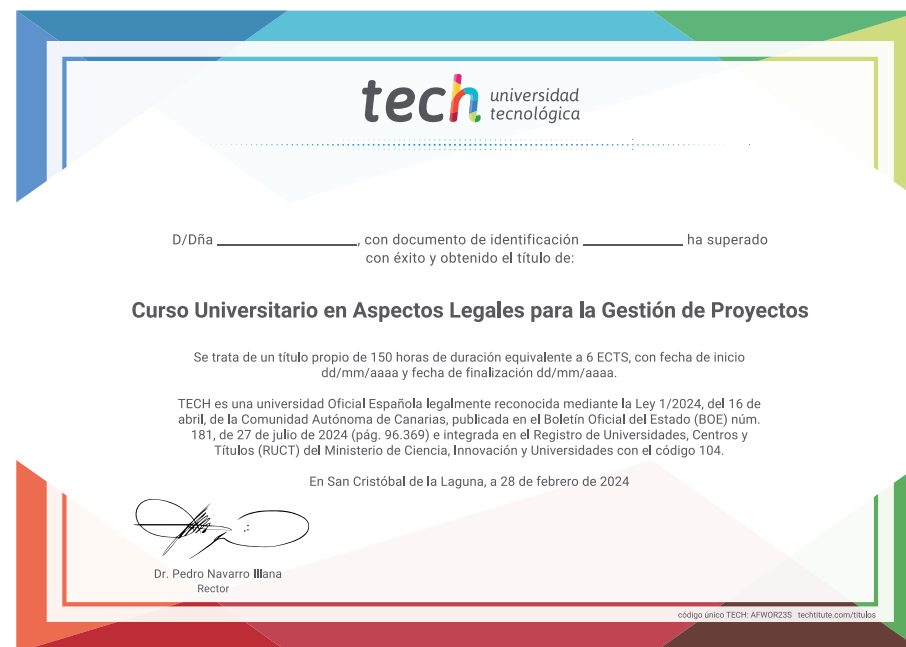 tech universidad
tecnológica
D/Dña ____________________, con documento de identificación ______________ ha superado
con éxito y obtenido el título de:
Curso Universitario en Aspectos Legales para la Gestión de Proyectos
Se trata de un título propio de 150 horas de duración equivalente a 6 ECTS, con fecha de inicio
dd/mm/aaaa y fecha de finalización dd/mm/aaaa.
TECH es una universidad Oficial Española legalmente reconocida mediante la Ley 1/2024, del 16 de
abril, de la Comunidad Autónoma de Canarias, publicada en el Boletín Oficial del Estado (BOE) núm.
181, de 27 de julio de 2024 (pág. 96.369) e integrada en el Registro de Universidades, Centros y
Títulos (RUCT) del Ministerio de Ciencia, Innovación y Universidades con el código 104.
En San Cristóbal de la Laguna, a 28 de febrero de 2024
Dr. Pedro Navarro Illana
Rector
código único TECH: AFWOR23S techtitute.com/titulos